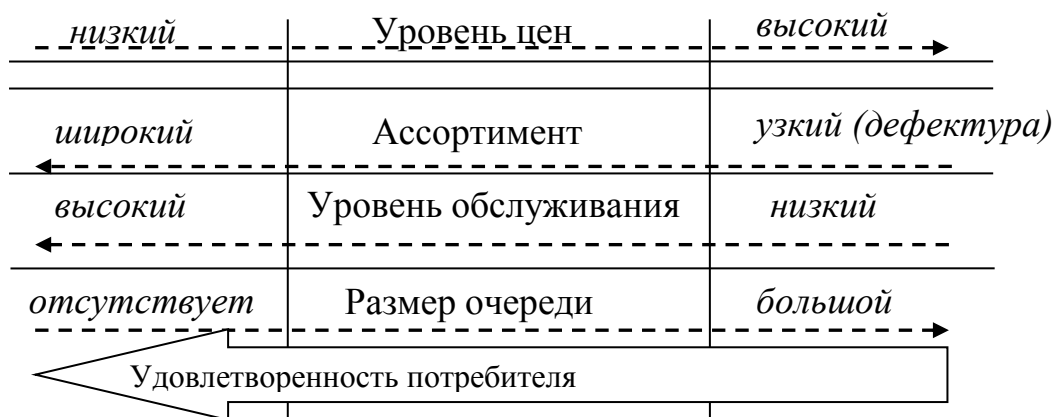 низкий Уровень цен высокий
широкий Ассортимент узкий (дефектура)
высокий Уровень обслуживания низкий
отсутствует Размер очереди большой
Удовлетворенность потребителя